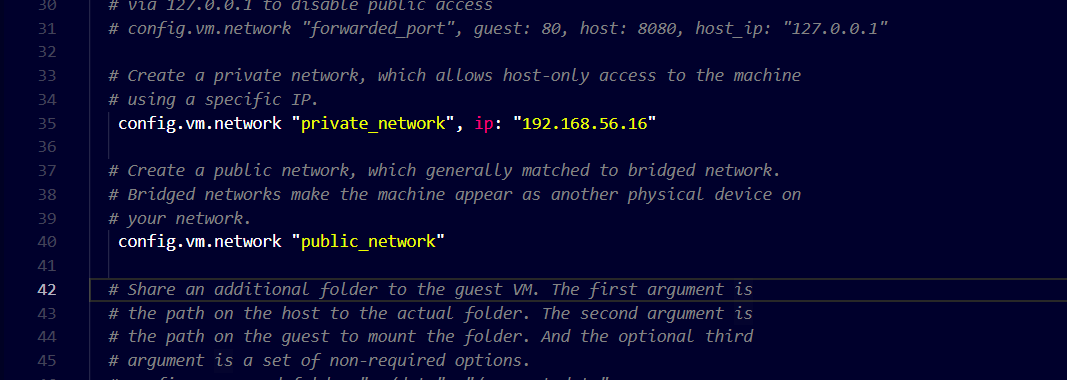 30 # via 127.0.0.1 to disable public access
31 # config.vm.network "forwarded_port", guest: 80, host: 8080, host_ip: "127.0.0.1"
32
33 # Create a private network, which allows host-only access to the machine
34 # using a specific IP.
35 config.vm.network "private_network", ip: "192.168.56.16"
36
37 # Create a public network, which generally matched to bridged network.
38 # Bridged networks make the machine appear as another physical device on
39 # your network.
40 config.vm.network "public_network"
41
42 # Share an additional folder to the guest VM. The first argument is
43 # the path on the host to the actual folder. The second argument is
44 # the path on the guest to mount the folder. And the optional third
45 # argument is a set of non-required options.